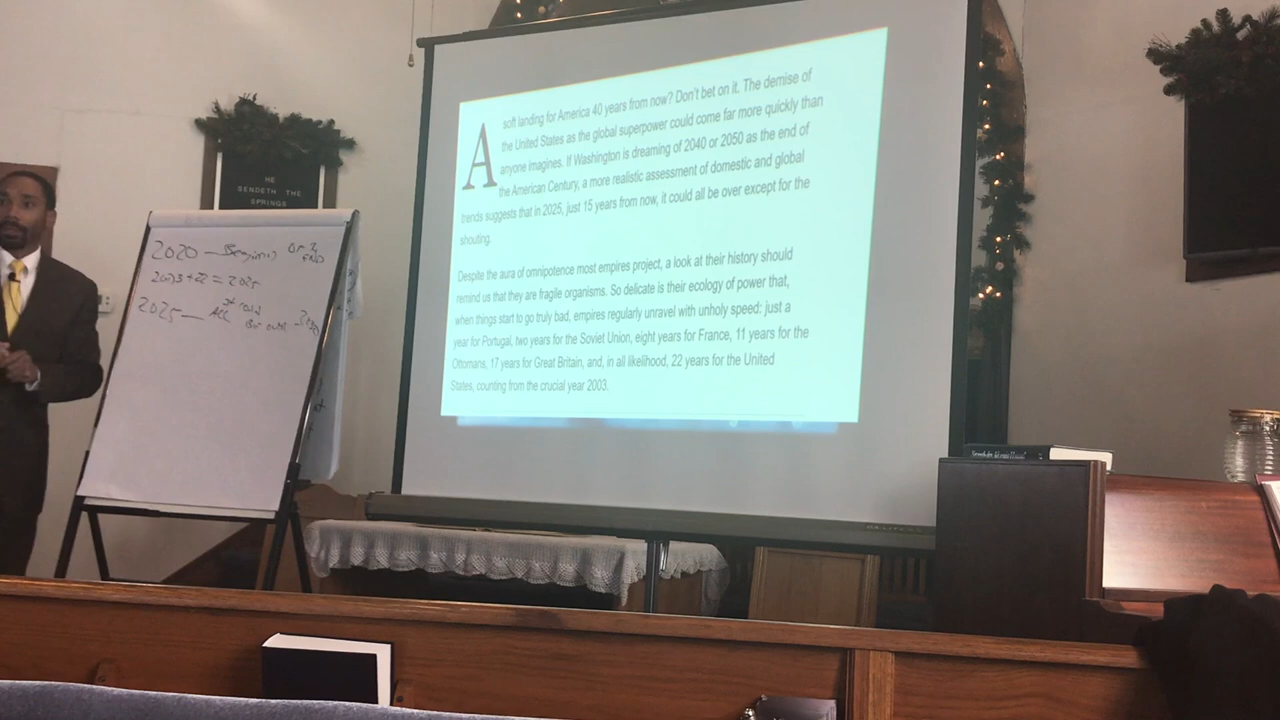 HE
SENDETH THE
SPRINGS
2020 — Begins or
END
2003+22=2025
2025 — All
A soft landing for America 40 years from now? Don't bet on it. The demise of
the United States as the global superpower could come far more quickly than
anyone imagines. If Washington is dreaming of 2040 or 2050 as the end of
the American Century, a more realistic assessment of domestic and global
trends suggests that in 2025, just 15 years from now, it could all be over except for the
shouting.
Despite the aura of omnipotence most empires project, a look at their history should
remind us that they are fragile organisms. So delicate is their ecology of power that,
when things start to go truly bad, empires regularly unravel with unholy speed: just a
year for Portugal, two years for the Soviet Union, eight years for France, 11 years for the
Ottomans, 17 years for Great Britain, and, in all likelihood, 22 years for the United
States, counting from the crucial year 2003.